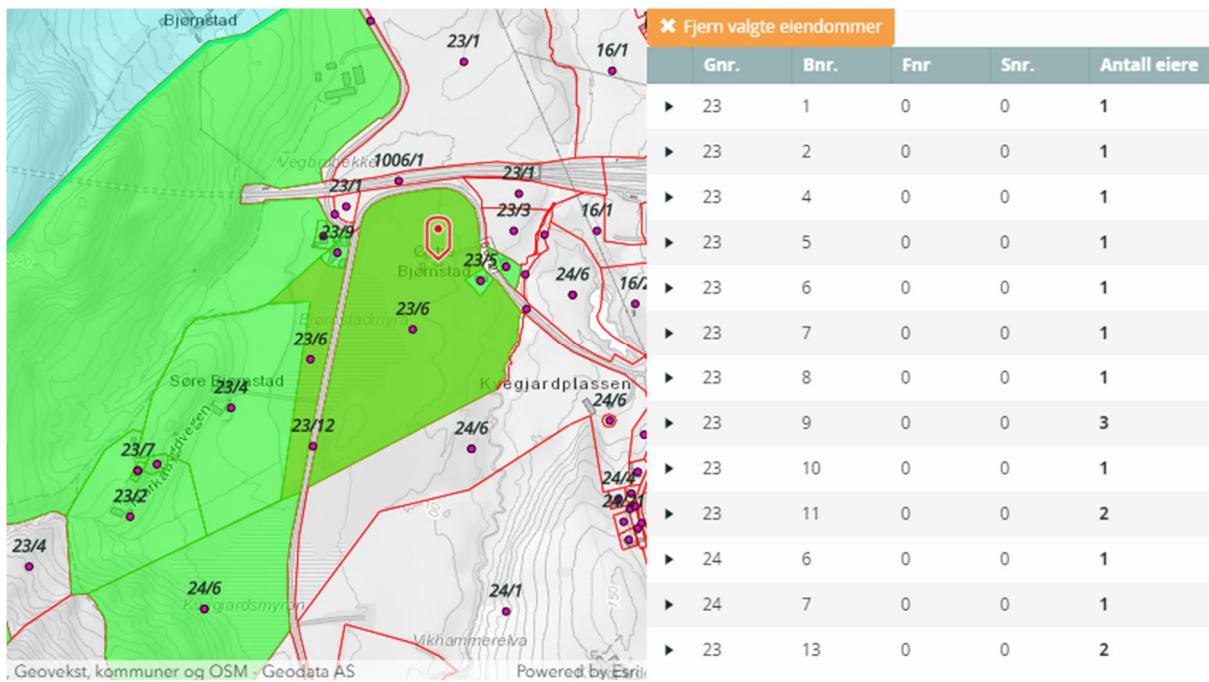 Bjørnstad
23/1
16/1
Vegbrubekken
1006/1
23/1
23/1
23/3
16/1
23/9
Bjørnstad
23/5
24/6
23/6
Bjørnstadmyra
23/6
Søre Bjørnstad
23/4
Kvegjardplassen
24/6
23/12
24/6
23/7
24/4
23/2
23/4
24/6
Kvegjardsmyran
24/1
150
Vikhammerelva
, Geovekst, kommuner og OSM - Geodata AS
Powered by Esri
✖ Fjern valgte eiendommer
Gnr. Bnr. Fnr Snr. Antall eiere
23 1 0 0 1
23 2 0 0 1
23 4 0 0 1
23 5 0 0 1
23 6 0 0 1
23 7 0 0 1
23 8 0 0 1
23 9 0 0 3
23 10 0 0 1
23 11 0 0 2
24 6 0 0 1
24 7 0 0 1
23 13 0 0 2